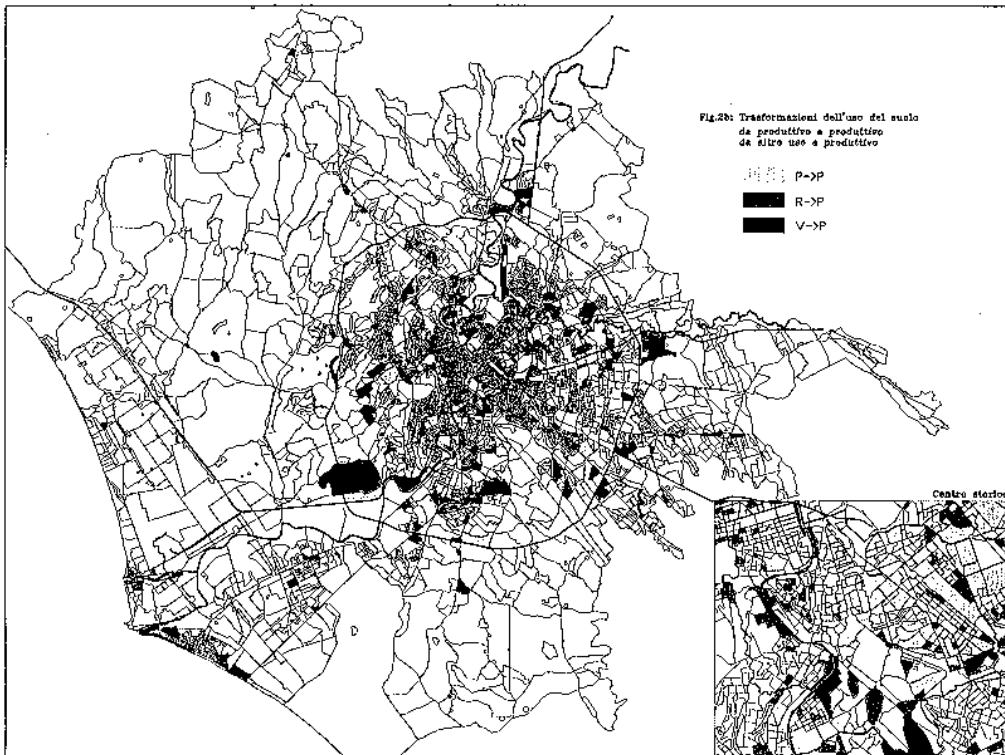 Fig.2b: Trasformazioni dell'uso del suolo
da produttivo a produttivo
da altro uso a produttivo
P->P
R->P
V->P
Centro storico